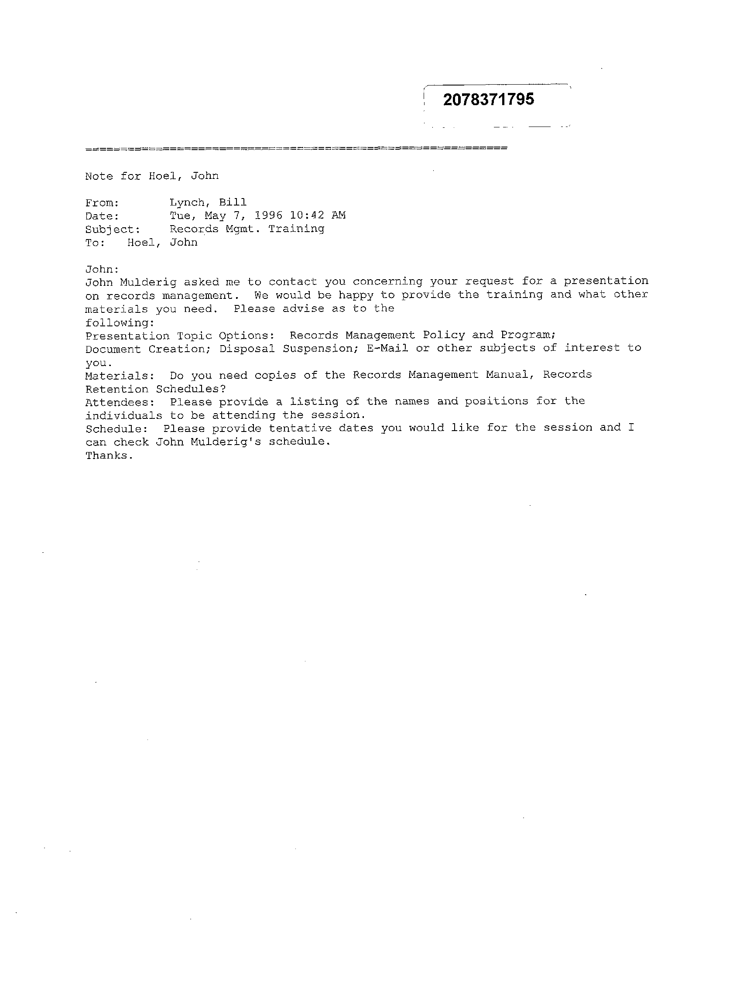 2078371795
==============================================================
Note for Hoel, John
From: Lynch, Bill
Date: Tue, May 7, 1996 10:42 AM
Subject: Records Mgmt. Training
To: Hoel, John
John:
John Mulderig asked me to contact you concerning your request for a presentation
on records management. We would be happy to provide the training and what other
materials you need. Please advise as to the
following:
Presentation Topic Options: Records Management Policy and Program;
Document Creation; Disposal Suspension; E-Mail or other subjects of interest to
you.
Materials: Do you need copies of the Records Management Manual, Records
Retention Schedules?
Attendees: Please provide a listing of the names and positions for the
individuals to be attending the session.
Schedule: Please provide tentative dates you would like for the session and I
can check John Mulderig's schedule.
Thanks.